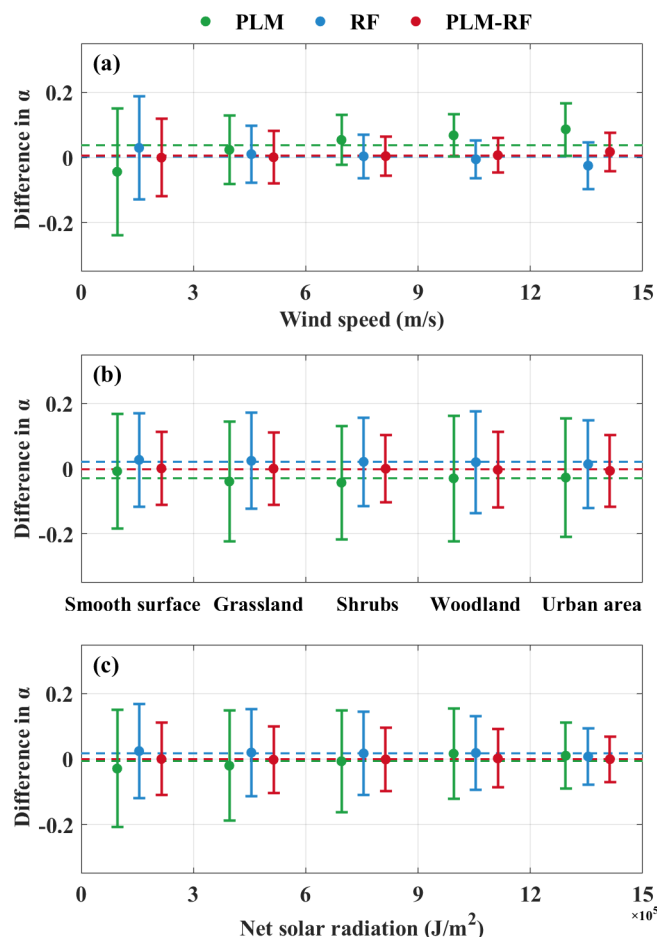 PLM RF PLM-RF
(a)
Difference in α
0.2
0
-0.2
0 3 6 9 12 15
Wind speed (m/s)
(b)
Difference in α
0.2
0
-0.2
Smooth surface Grassland Shrubs Woodland Urban area
(c)
Difference in α
0.2
0
-0.2
0 3 6 9 12 15
×10⁵
Net solar radiation (J/m²)